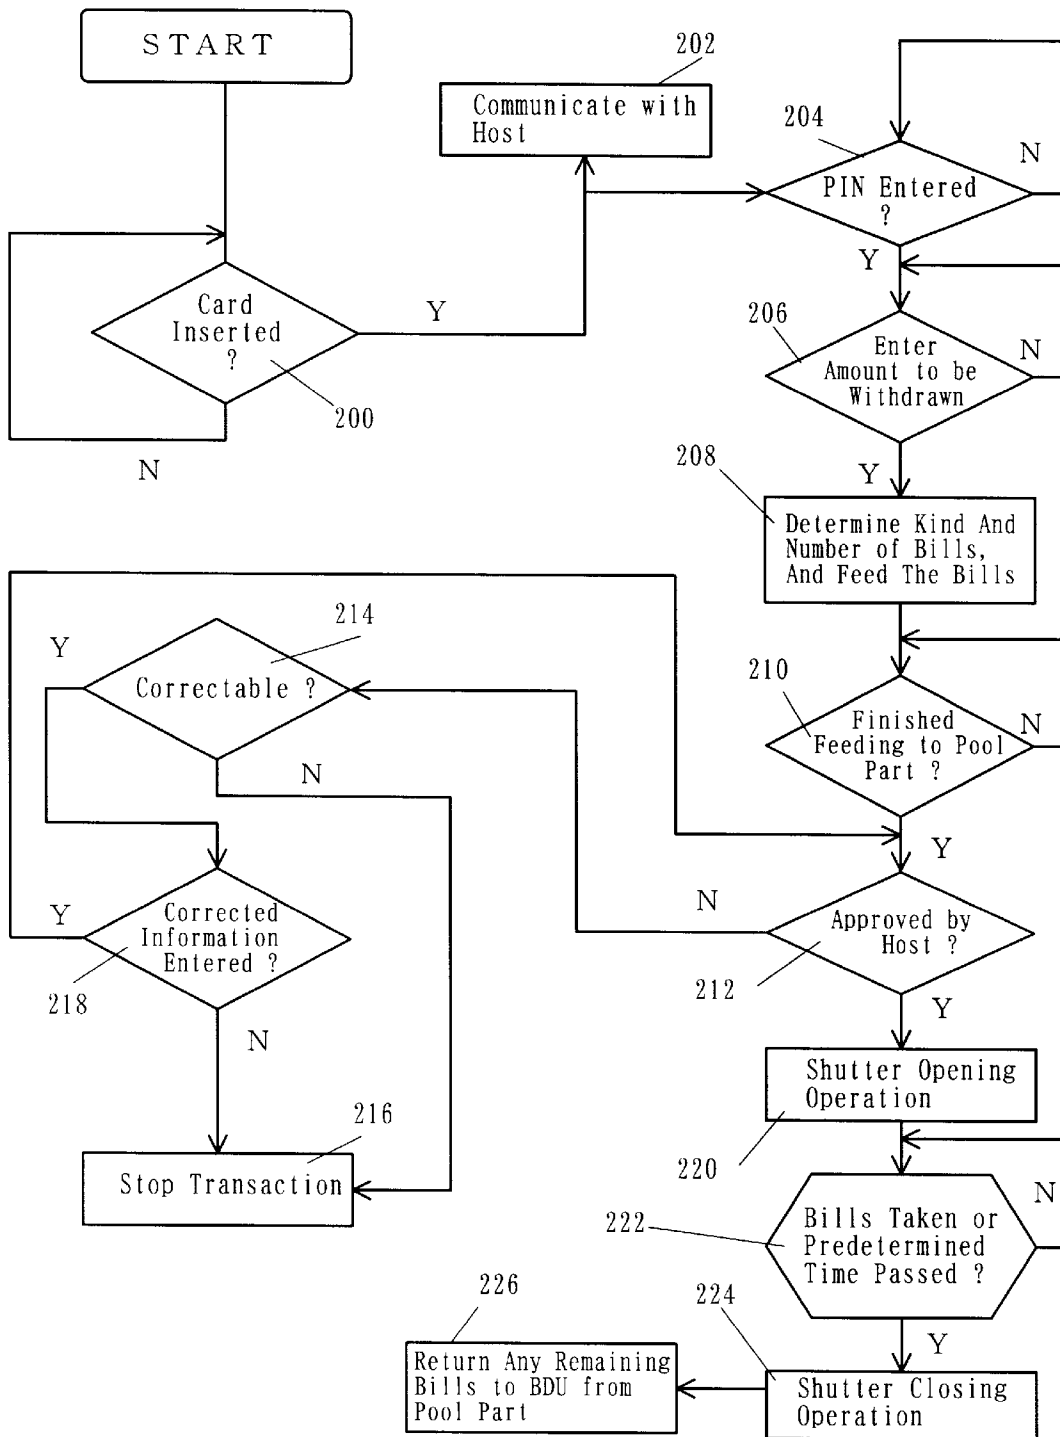 START
202
Communicate with
Host
204
PIN Entered
?
N
Y
Card
Inserted
?
Y
200
N
206
Enter
Amount to be
Withdrawn
N
Y
208
Determine Kind And
Number of Bills,
And Feed The Bills
214
Y
Correctable ?
N
210
Finished
Feeding to Pool
Part ?
N
Y
N
Approved by
Host ?
212
Y
Y
Corrected
Information
Entered ?
218
N
Shutter Opening
Operation
220
216
Stop Transaction
222
Bills Taken or
Predetermined
Time Passed ?
N
Y
226
Return Any Remaining
Bills to BDU from
Pool Part
224
Shutter Closing
Operation